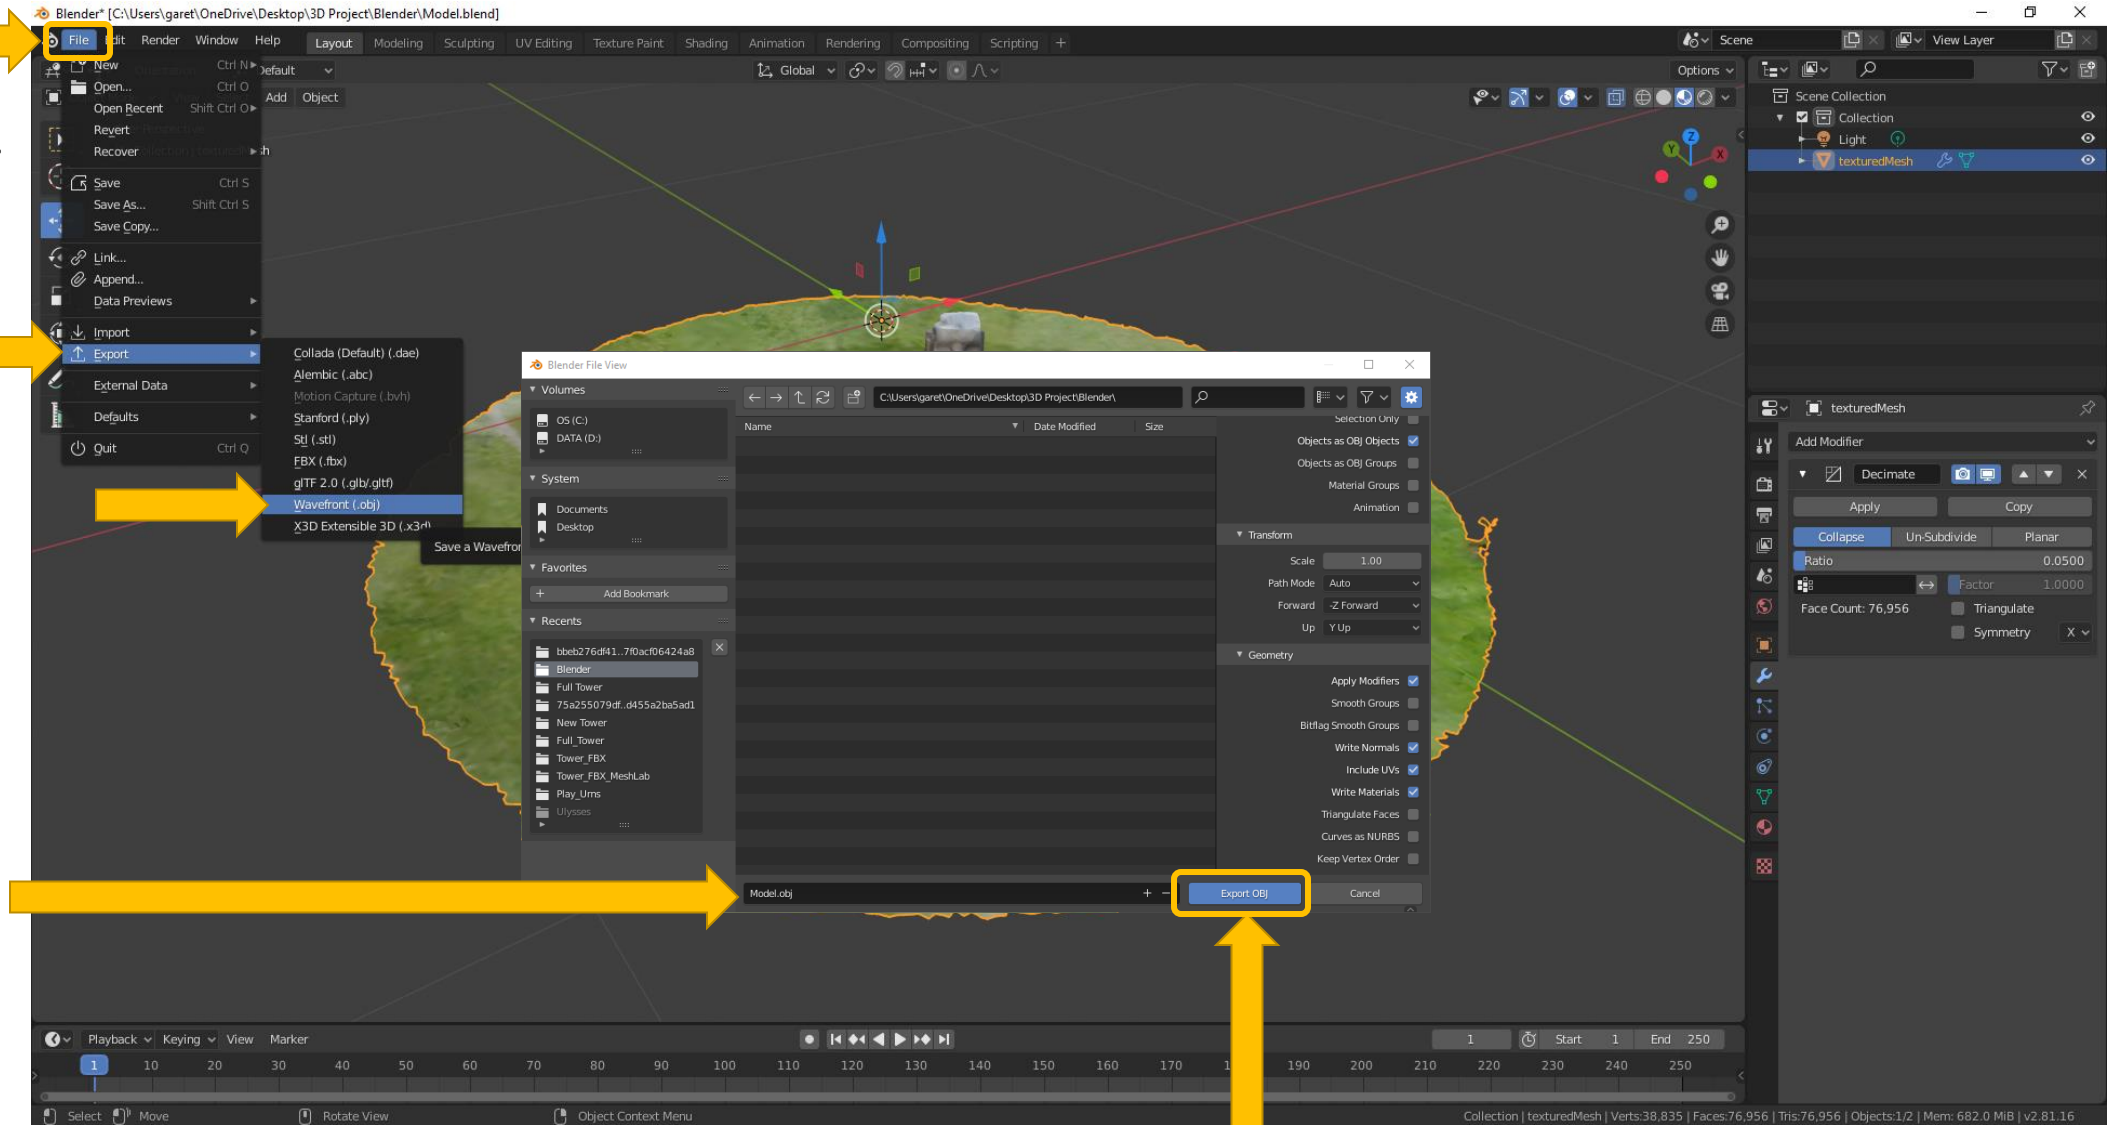 Blender* [C:\Users\garet\OneDrive\Desktop\3D Project\Blender\Model.blend]
File Edit Render Window Help Layout Modeling Sculpting UV Editing Texture Paint Shading Animation Rendering Compositing Scripting + Scene View Layer
Default Global Options
Add Object
New Ctrl N
Open... Ctrl O
Open Recent Shift Ctrl O
Revert
Recover
Save Ctrl S
Save As... Shift Ctrl S
Save Copy...
Link...
Append...
Data Previews
Import
Export
External Data
Defaults
Quit Ctrl Q
Collada (Default) (.dae)
Alembic (.abc)
Motion Capture (.bvh)
Stanford (.ply)
Stl (.stl)
FBX (.fbx)
glTF 2.0 (.glb/.gltf)
Wavefront (.obj)
X3D Extensible 3D (.x3d)
Save a Wavefror
Z
Y
X
Blender File View
Volumes
OS (C:)
DATA (D:)
System
Documents
Desktop
Favorites
Add Bookmark
Recents
bbeb276df41..7f0acf06424a8
Blender
Full Tower
75a255079df..d455a2ba5ad1
New Tower
Full_Tower
Tower_FBX
Tower_FBX_MeshLab
Play_Urns
Ulysses
C:\Users\garet\OneDrive\Desktop\3D Project\Blender\
Name Date Modified Size
Selection Only
Objects as OBJ Objects
Objects as OBJ Groups
Material Groups
Animation
Transform
Scale 1.00
Path Mode Auto
Forward -Z Forward
Up Y Up
Geometry
Apply Modifiers
Smooth Groups
Bitflag Smooth Groups
Write Normals
Include UVs
Write Materials
Triangulate Faces
Curves as NURBS
Keep Vertex Order
Model.obj + − Export OBJ Cancel
Scene Collection
Collection
Light
texturedMesh
texturedMesh
Add Modifier
Decimate
Apply Copy
Collapse Un-Subdivide Planar
Ratio 0.0500
Factor 1.0000
Face Count: 76,956 Triangulate
Symmetry X
Playback Keying View Marker 1 Start 1 End 250
1 10 20 30 40 50 60 70 80 90 100 110 120 130 140 150 160 170 190 200 210 220 230 240 250
Select Move Rotate View Object Context Menu Collection | texturedMesh | Verts:38,835 | Faces:76,956 | Tris:76,956 | Objects:1/2 | Mem: 682.0 MiB | v2.81.16